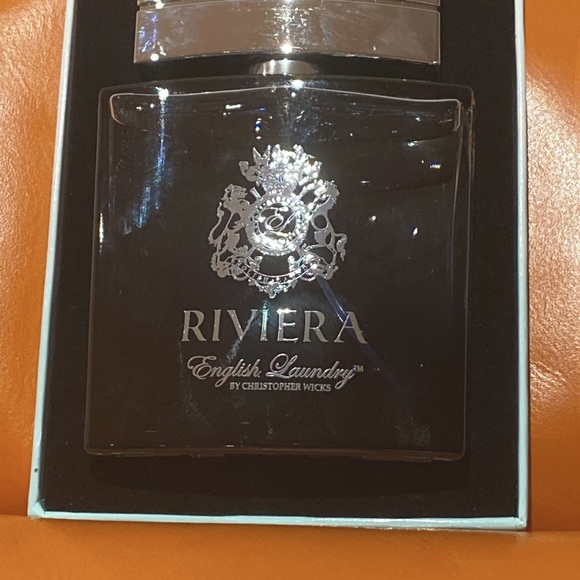 RIVIERA
English Laundry™
BY CHRISTOPHER WICKS